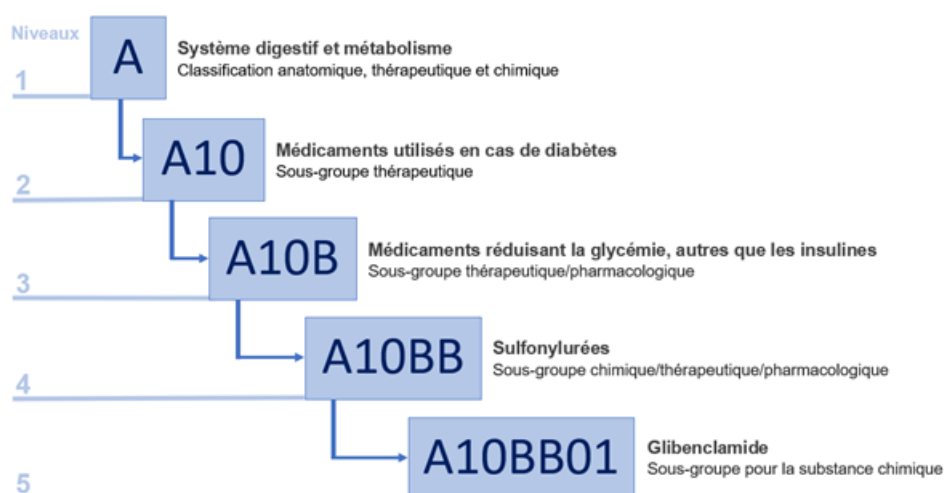 Niveaux
1
A
Système digestif et métabolisme
Classification anatomique, thérapeutique et chimique
2
A10
Médicaments utilisés en cas de diabètes
Sous-groupe thérapeutique
3
A10B
Médicaments réduisant la glycémie, autres que les insulines
Sous-groupe thérapeutique/pharmacologique
4
A10BB
Sulfonylurées
Sous-groupe chimique/thérapeutique/pharmacologique
5
A10BB01
Glibenclamide
Sous-groupe pour la substance chimique